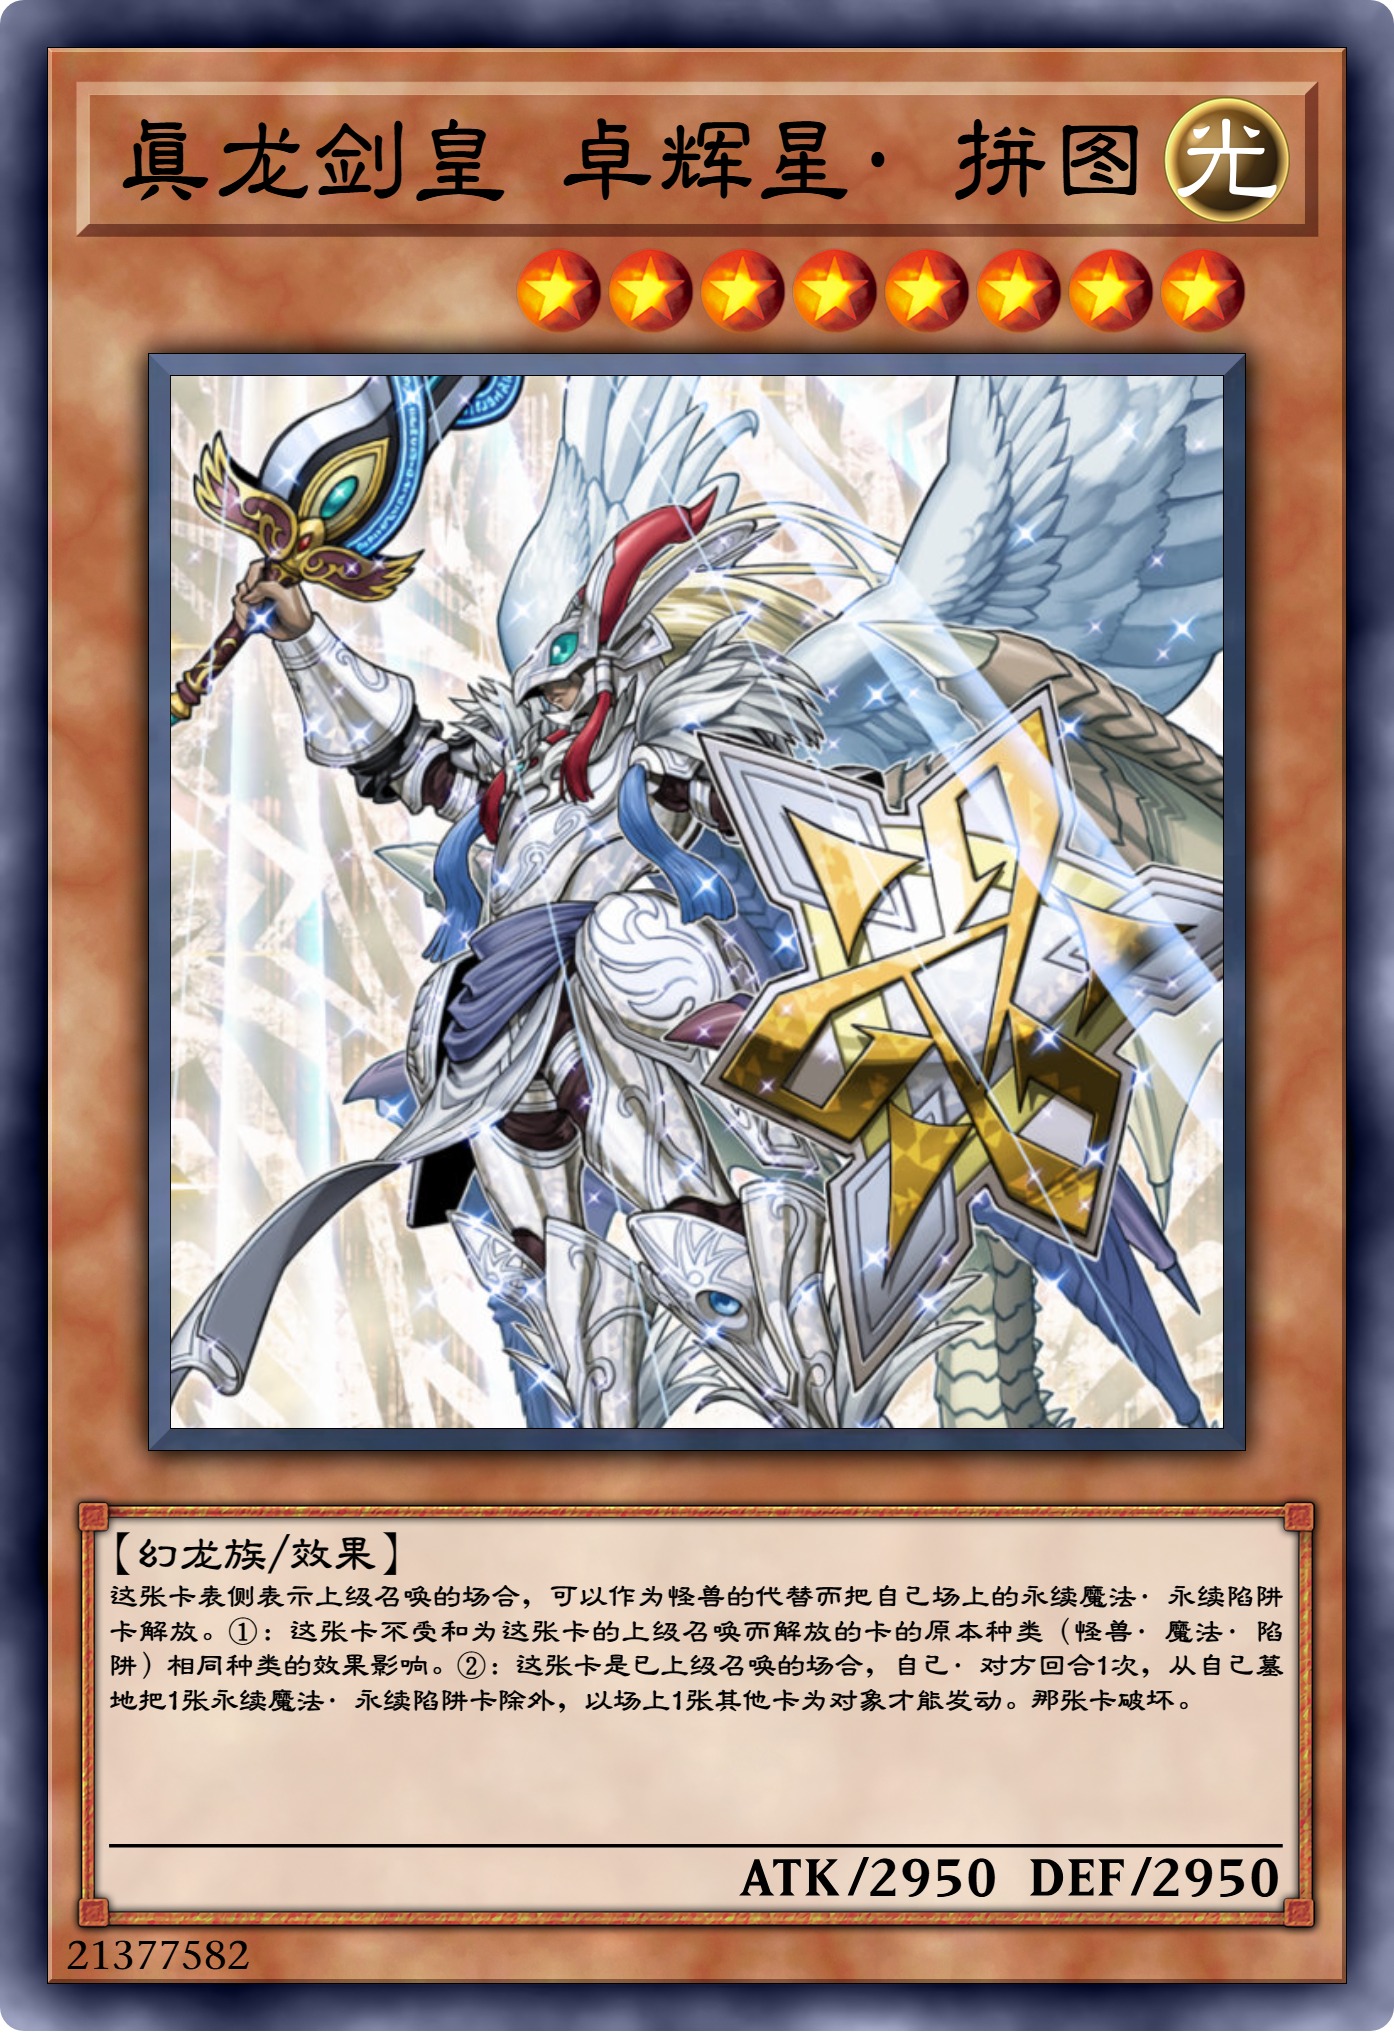 眞龙剑皇 卓辉星·拼图 光
【幻龙族/效果】
这张卡表侧表示上级召唤的场合，可以作为怪兽的代替而把自己场上的永续魔法·永续陷阱
卡解放。①：这张卡不受和为这张卡的上级召唤而解放的卡的原本种类（怪兽·魔法·陷
阱）相同种类的效果影响。②：这张卡是已上级召唤的场合，自己·对方回合1次，从自己墓
地把1张永续魔法·永续陷阱卡除外，以场上1张其他卡为对象才能发动。那张卡破坏。
ATK/2950 DEF/2950
21377582